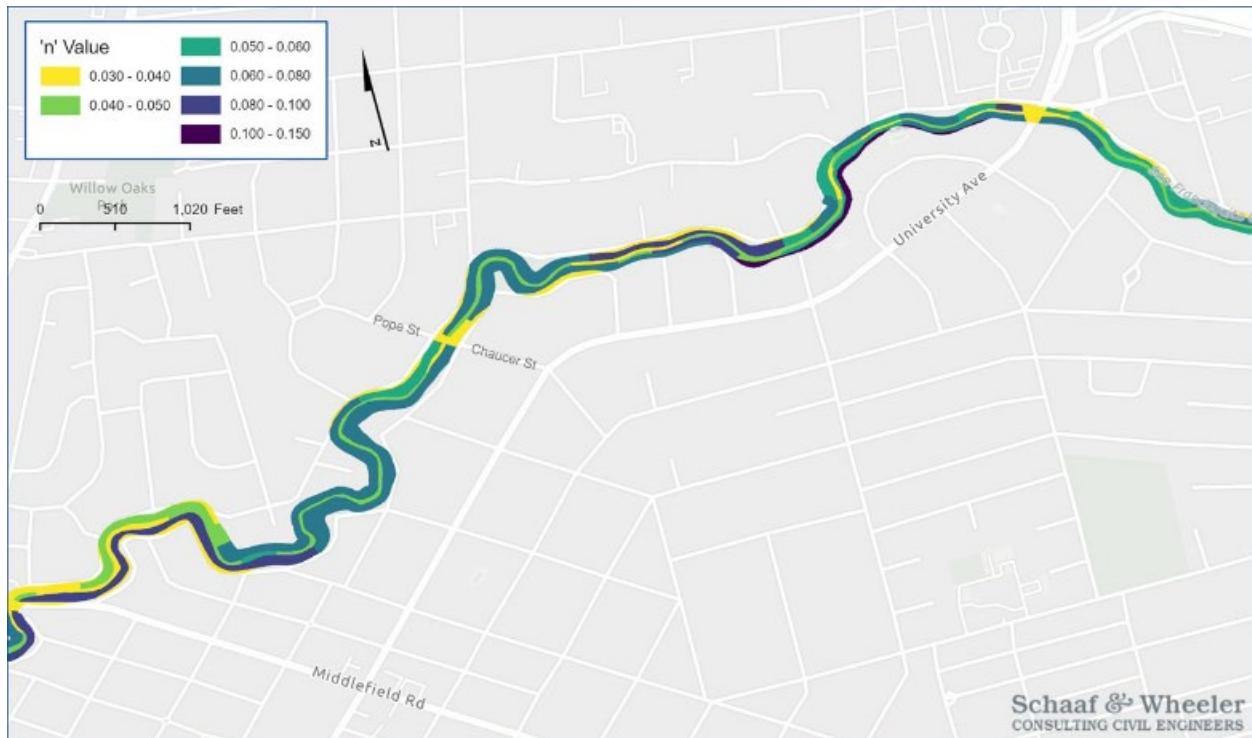 'n' Value
0.030 - 0.040
0.040 - 0.050
0.050 - 0.060
0.060 - 0.080
0.080 - 0.100
0.100 - 0.150
z
Willow Oaks
0 510 1,020 Feet
University Ave
Pope St
Chaucer St
Middlefield Rd
Schaaf & Wheeler
CONSULTING CIVIL ENGINEERS